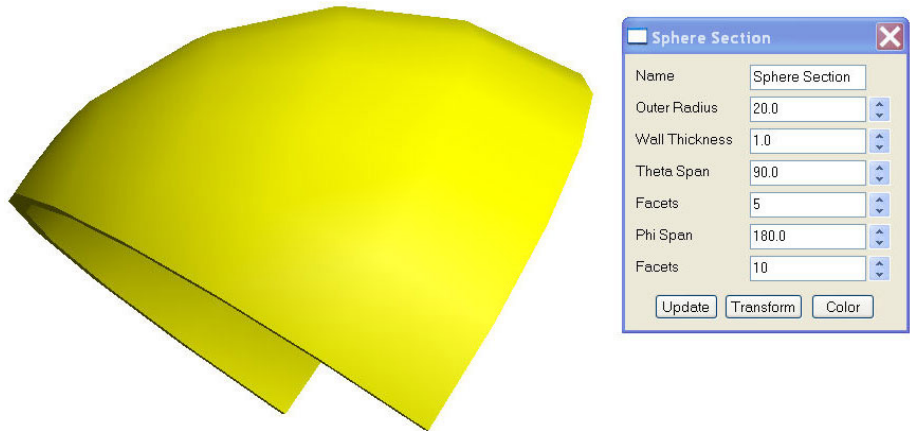 Sphere Section
Name Sphere Section
Outer Radius 20.0
Wall Thickness 1.0
Theta Span 90.0
Facets 5
Phi Span 180.0
Facets 10
Update Transform Color